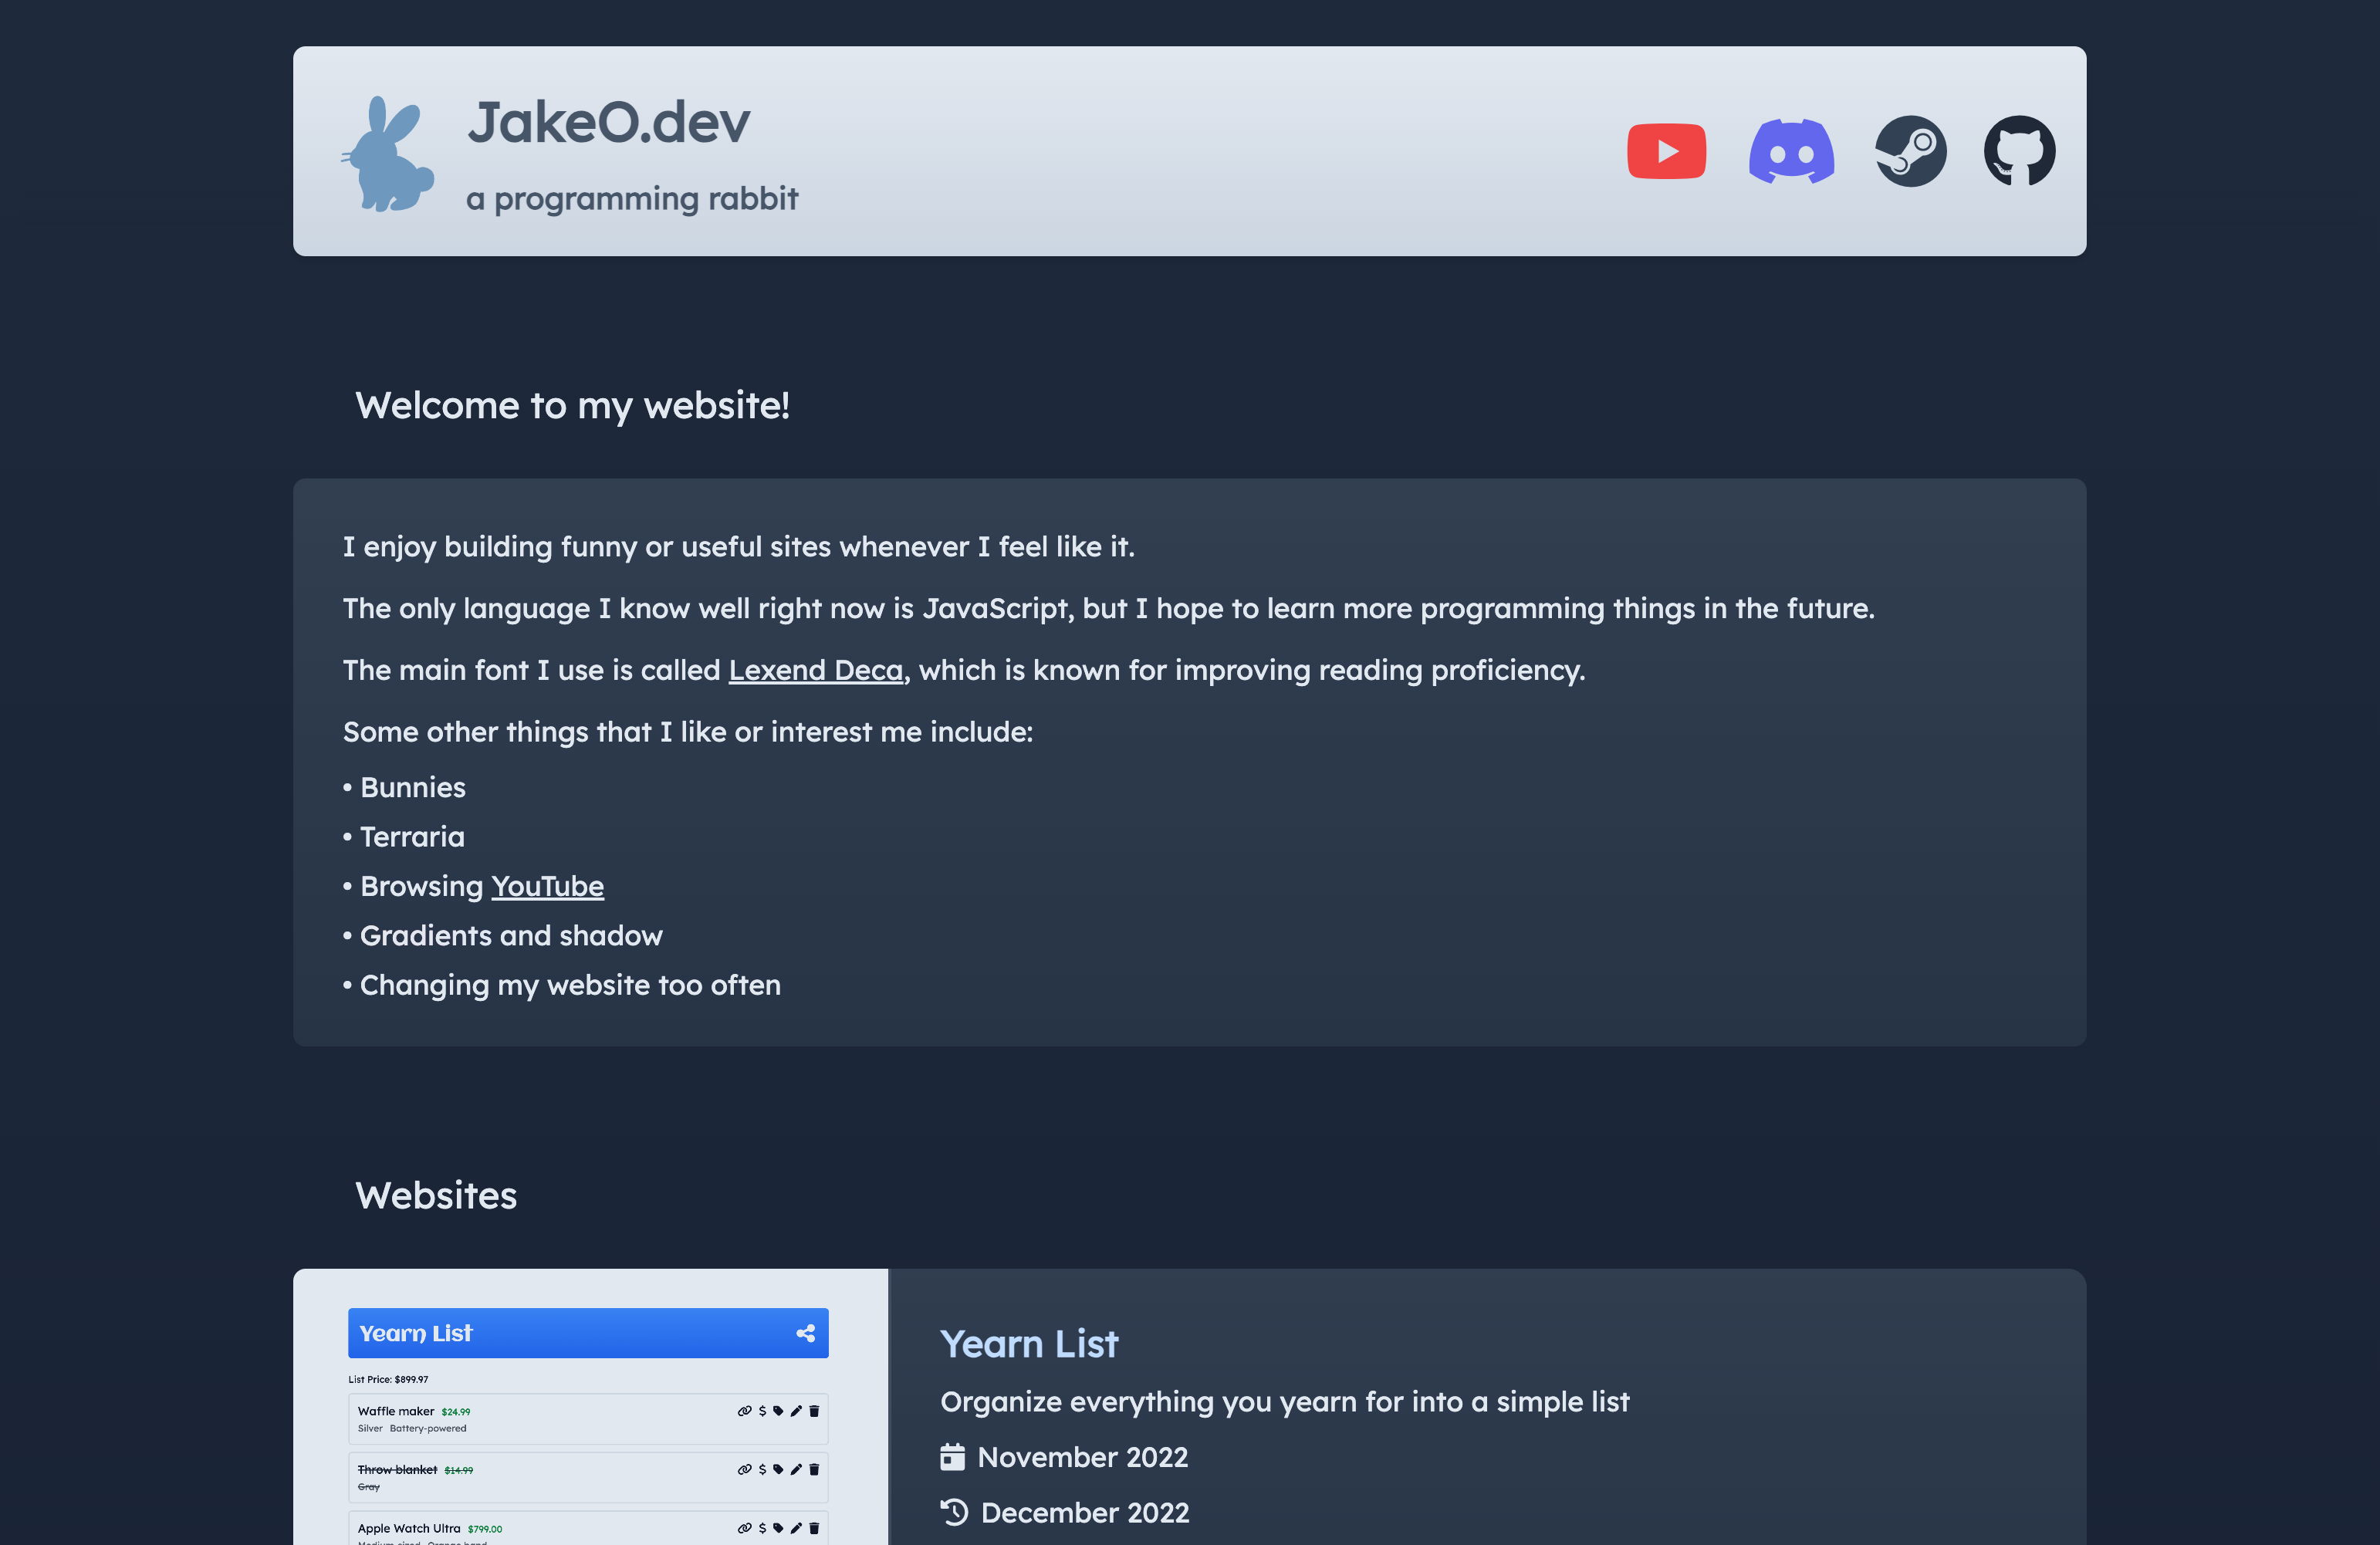 JakeO.dev
a programming rabbit
Welcome to my website!
I enjoy building funny or useful sites whenever I feel like it.
The only language I know well right now is JavaScript, but I hope to learn more programming things in the future.
The main font I use is called Lexend Deca, which is known for improving reading proficiency.
Some other things that I like or interest me include:
• Bunnies
• Terraria
• Browsing YouTube
• Gradients and shadow
• Changing my website too often
Websites
Yearn List
List Price: $899.97
Waffle maker $24.99
Silver Battery-powered
Throw blanket $14.99
Gray
Apple Watch Ultra $799.00
Medium-sized Orange band
Yearn List
Organize everything you yearn for into a simple list
November 2022
December 2022